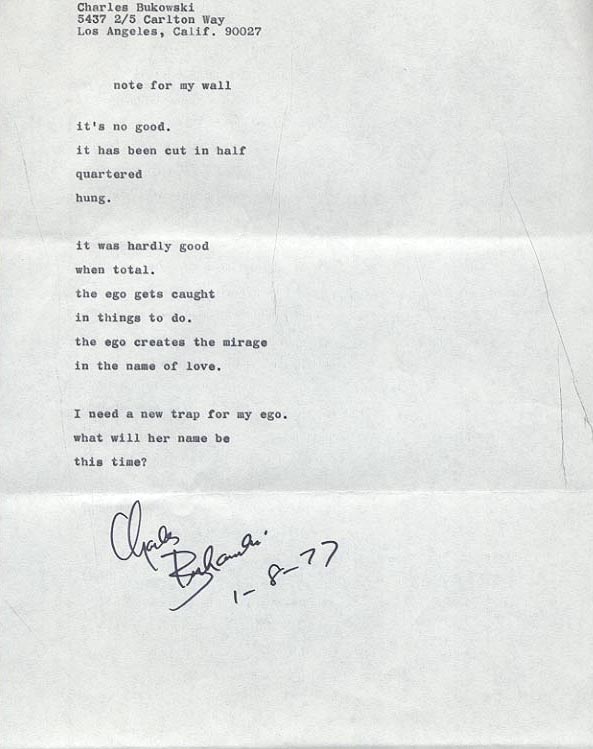 Charles Bukowski
5437 2/5 Carlton Way
Los Angeles, Calif. 90027
note for my wall
it's no good.
it has been cut in half
quartered
hung.
it was hardly good
when total.
the ego gets caught
in things to do.
the ego creates the mirage
in the name of love.
I need a new trap for my ego.
what will her name be
this time?
Charles
Bukowski
1-8-77